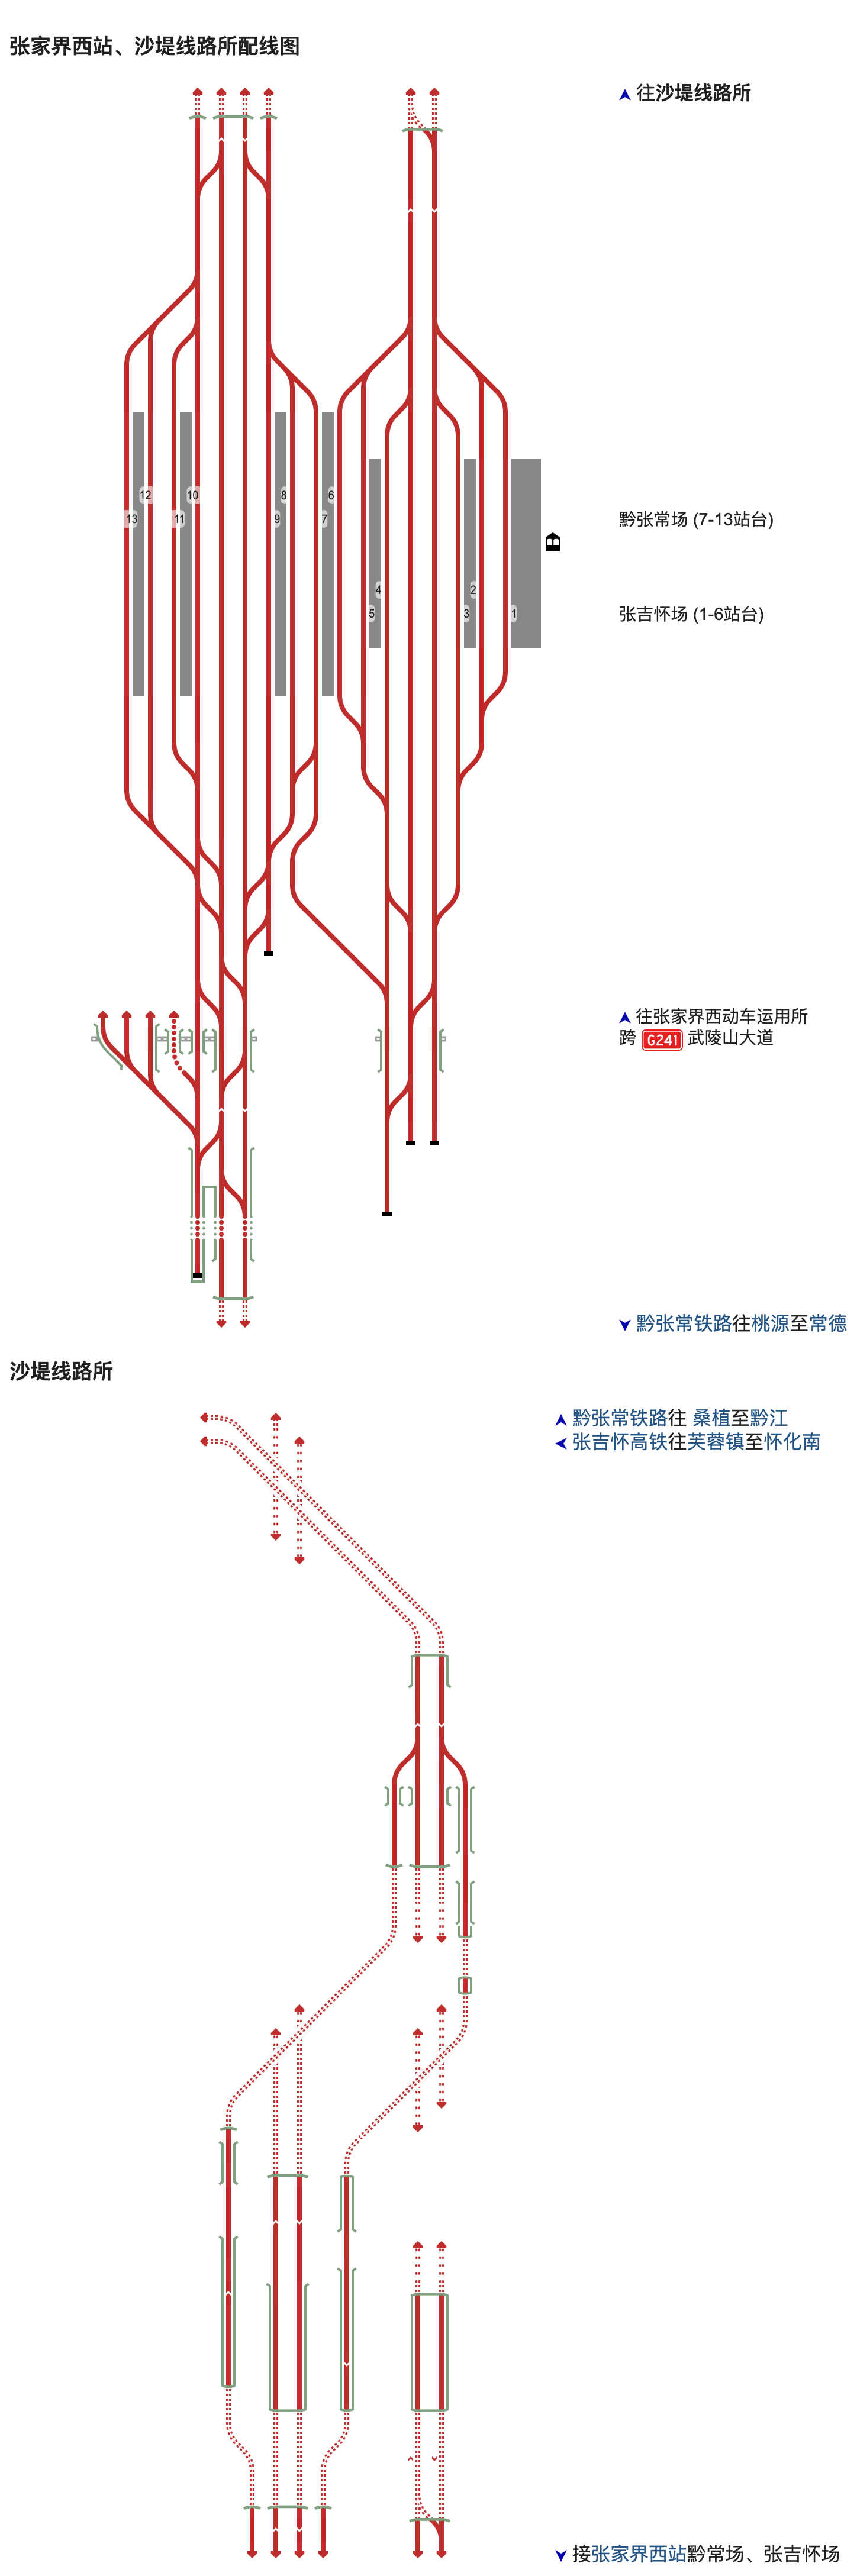 张家界西站、沙堤线路所配线图
往沙堤线路所
12 10 8 6
13 11 9 7
黔张常场 (7-13站台)
4 2
5 3 1
张吉怀场 (1-6站台)
往张家界西动车运用所
跨 G241 武陵山大道
黔张常铁路往桃源至常德
沙堤线路所
黔张常铁路往 桑植至黔江
张吉怀高铁往芙蓉镇至怀化南
接张家界西站黔常场、张吉怀场